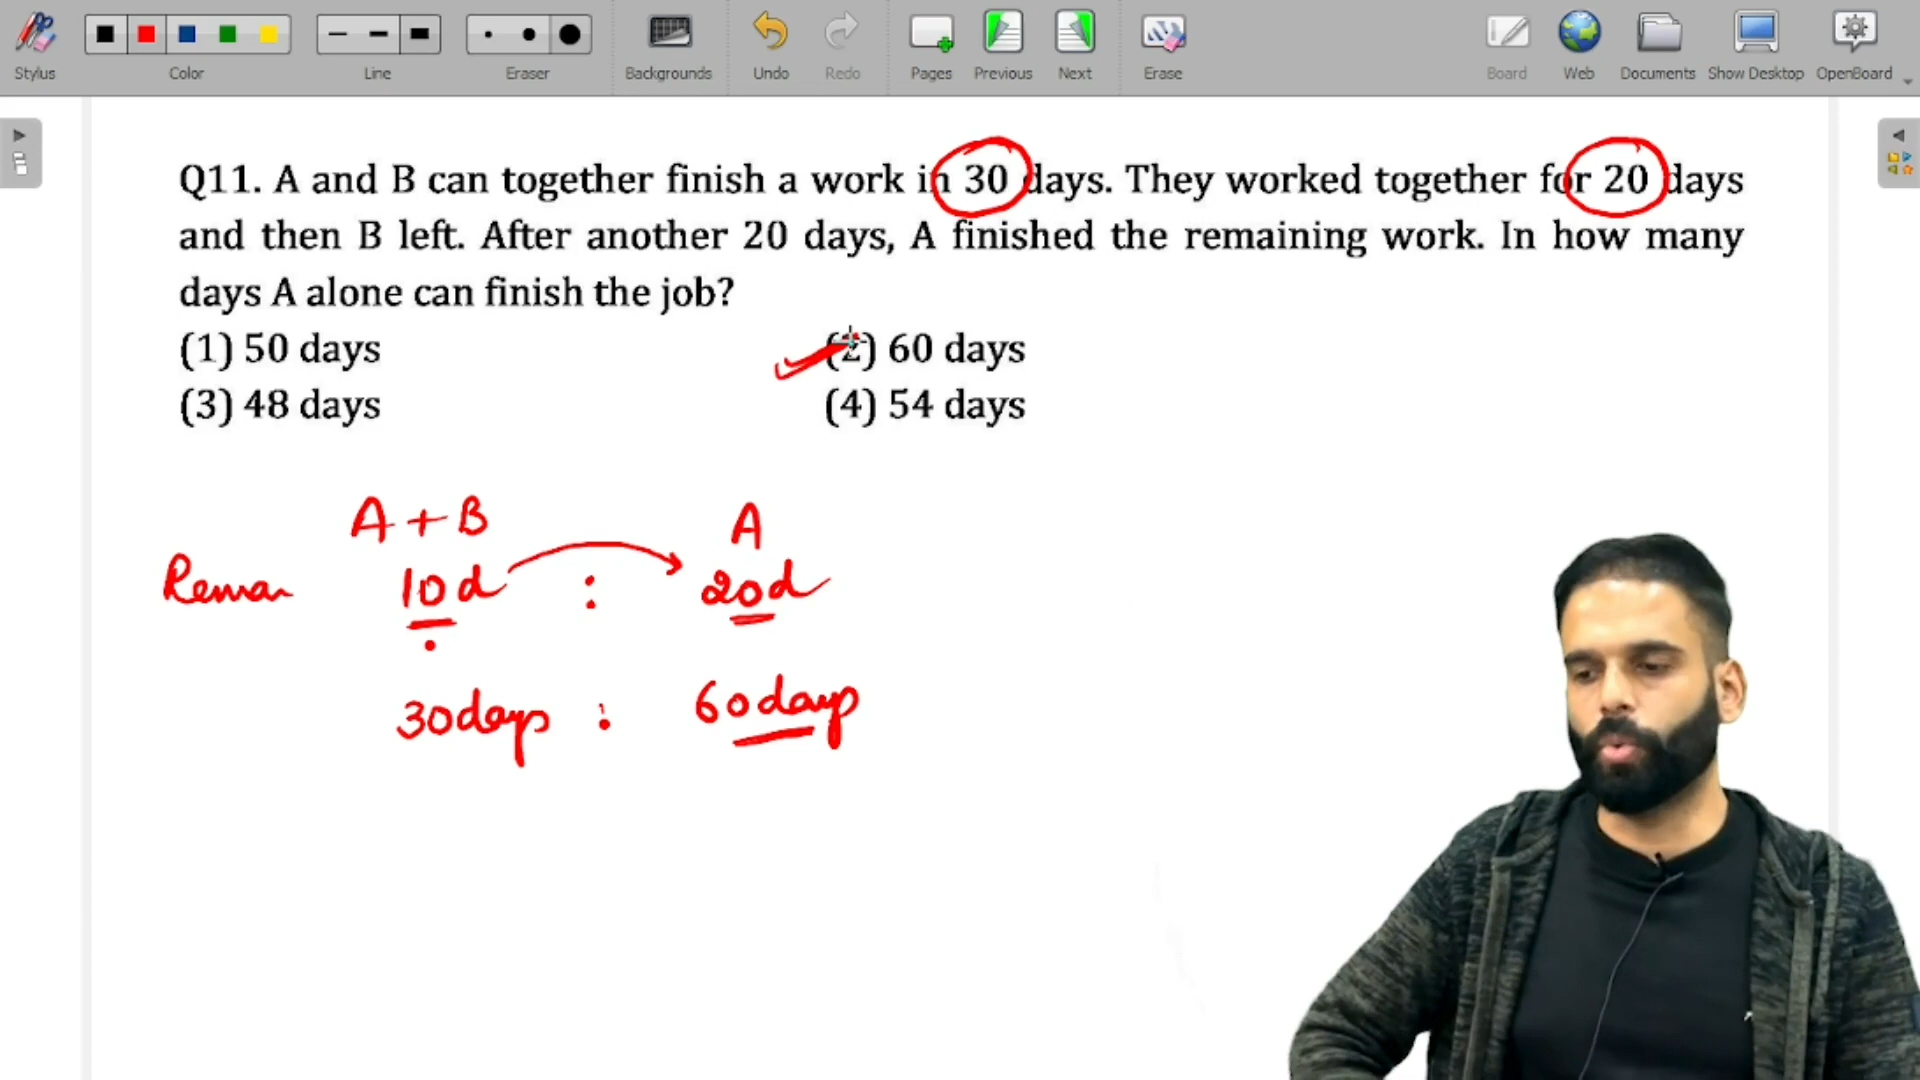 Stylus Color Line Eraser Backgrounds Undo Redo Pages Previous Next Erase Board Web Documents Show Desktop OpenBoard
Q11. A and B can together finish a work in 30 days. They worked together for 20 days
and then B left. After another 20 days, A finished the remaining work. In how many
days A alone can finish the job?
(1) 50 days (2) 60 days
(3) 48 days (4) 54 days
A + B A
Reman 10d : 20d
30days : 60days